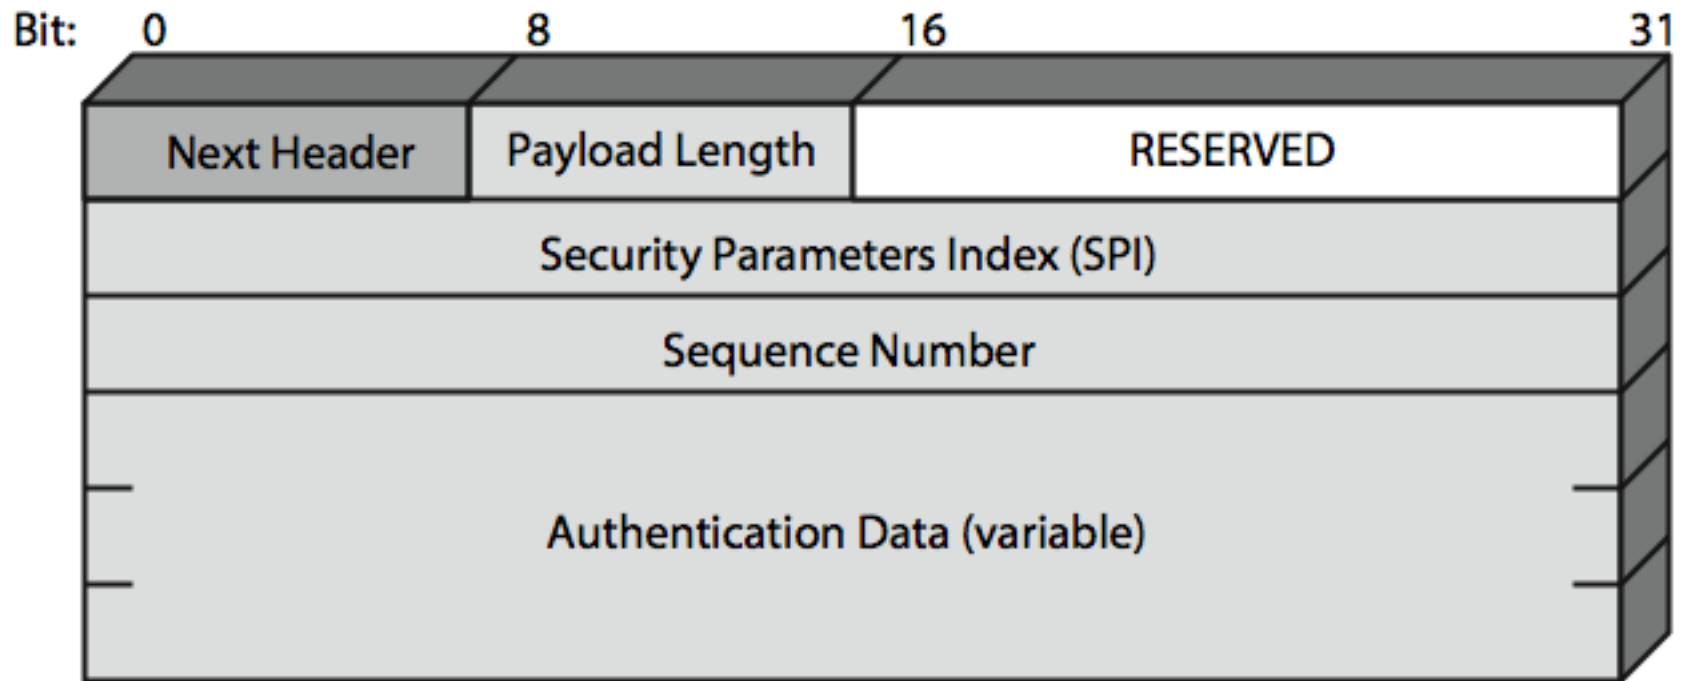 Bit: 0 8 16 31
Next Header Payload Length RESERVED
Security Parameters Index (SPI)
Sequence Number
Authentication Data (variable)